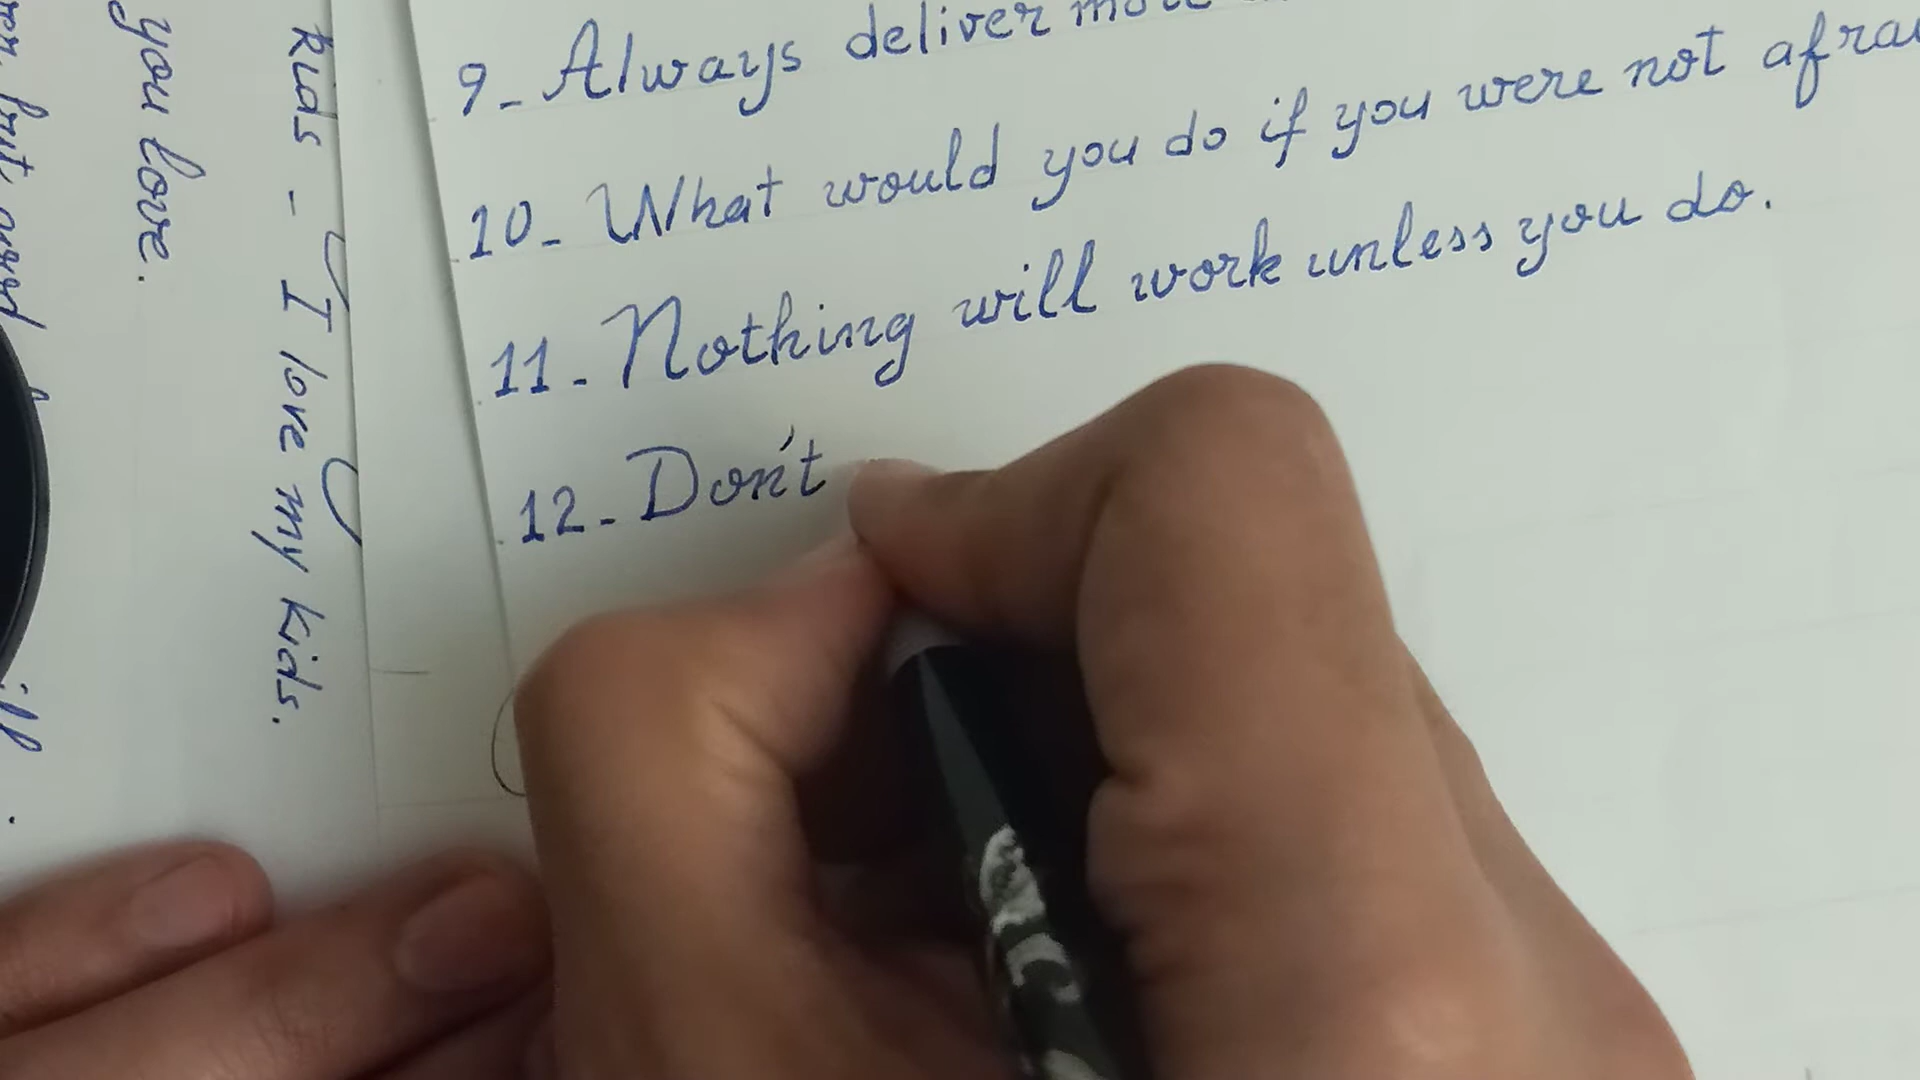 9- Always deliver
10- What would you do if you were not
11- Nothing will work unless you do.
12- Don't
kids - I love my kids.
you love.